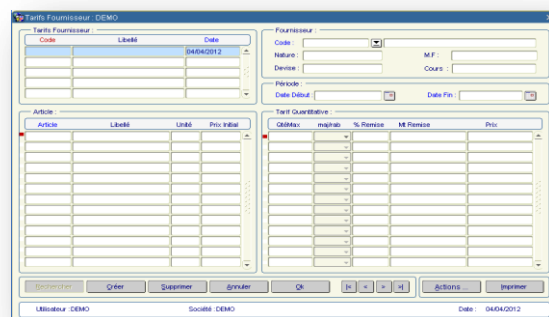 Tarifs Fournisseur : DEMO
Tarifs Fournisseur :
Code Libellé Date
04/04/2012
Fournisseur :
Code :
Nature : M.F :
Devise : Cours :
Période :
Date Début : Date Fin :
Article :
Article Libellé Unité Prix Initial
Tarif Quantitative :
QtéMax maj/rab % Remise Mt Remise Prix
Rechercher Créer Supprimer Annuler Ok |< < > >| Actions ... Imprimer
Utilisateur :DEMO Société :DEMO Date : 04/04/2012